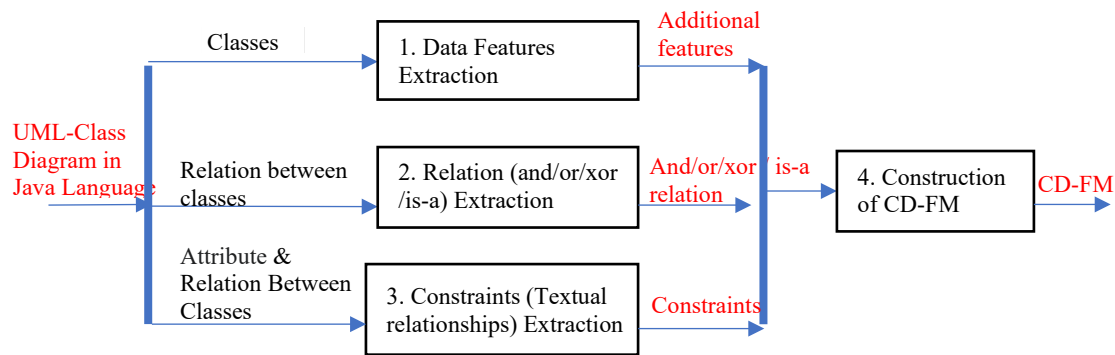 Classes
1. Data Features
Extraction
Additional
features
UML-Class
Diagram in
Java Language
Relation between
classes
2. Relation (and/or/xor
/is-a) Extraction
And/or/xor / is-a
relation
4. Construction
of CD-FM
CD-FM
Attribute &
Relation Between
Classes
3. Constraints (Textual
relationships) Extraction
Constraints